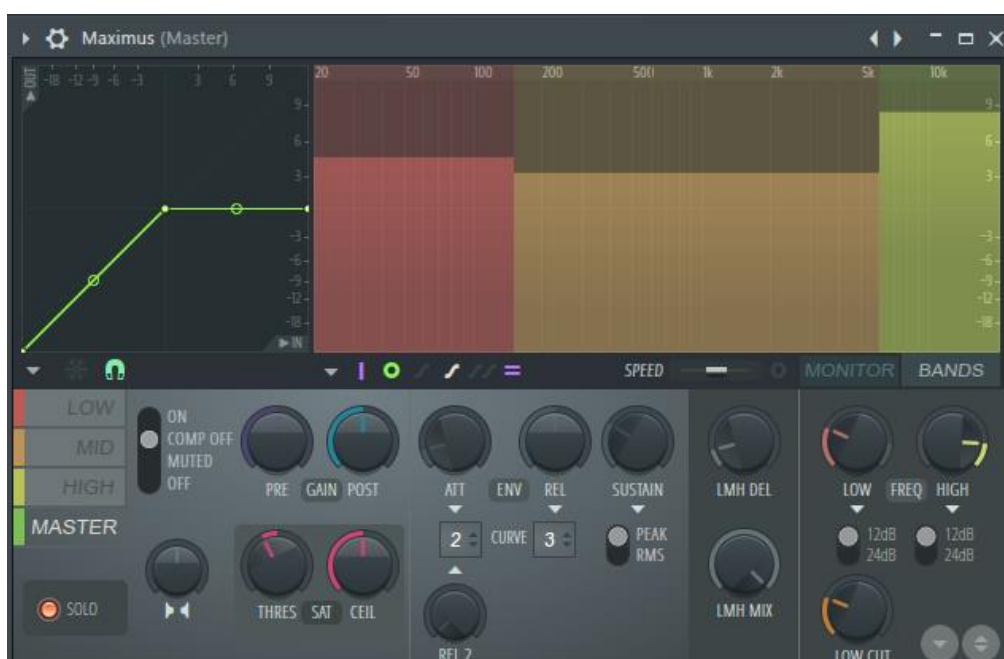 Maximus (Master)
OUT -18 -12 -9 -6 -3 3 6 9 20 50 100 200 500 1k 2k 5k 10k
9 9
6 6
3 3
-3 -3
-6 -6
-9 -9
-12 -12
-18 -18
IN
SPEED MONITOR BANDS
LOW
MID
HIGH
MASTER
SOLO
ON
COMP OFF
MUTED
OFF
PRE GAIN POST
THRES SAT CEIL
ATT ENV REL SUSTAIN
2 CURVE 3 PEAK
RMS
REL 2
LMH DEL
LMH MIX
LOW FREQ HIGH
12dB 12dB
24dB 24dB
LOW CUT